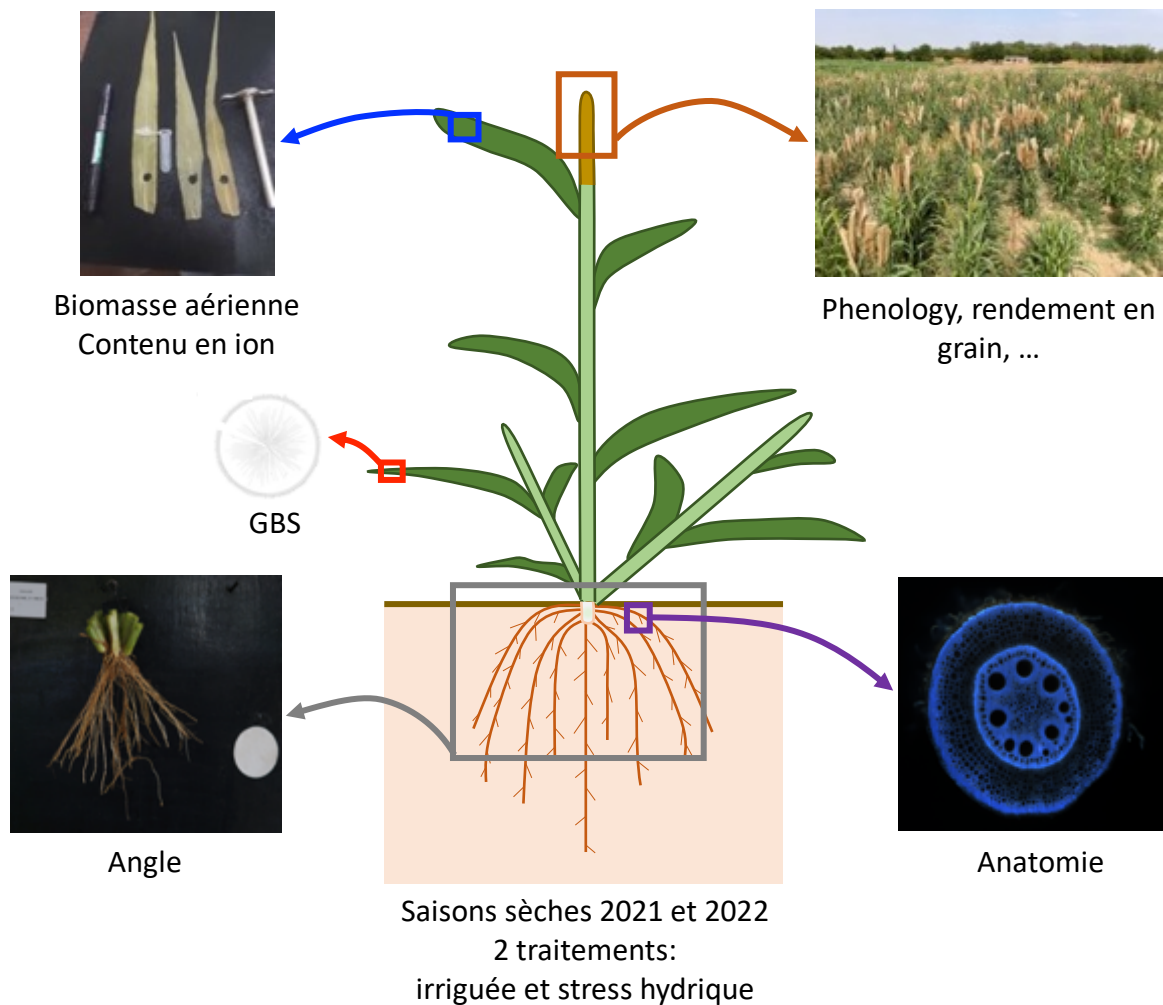 Biomasse aérienne
Contenu en ion
Phenology, rendement en
grain, ...
GBS
Angle
Anatomie
Saisons sèches 2021 et 2022
2 traitements:
irriguée et stress hydrique